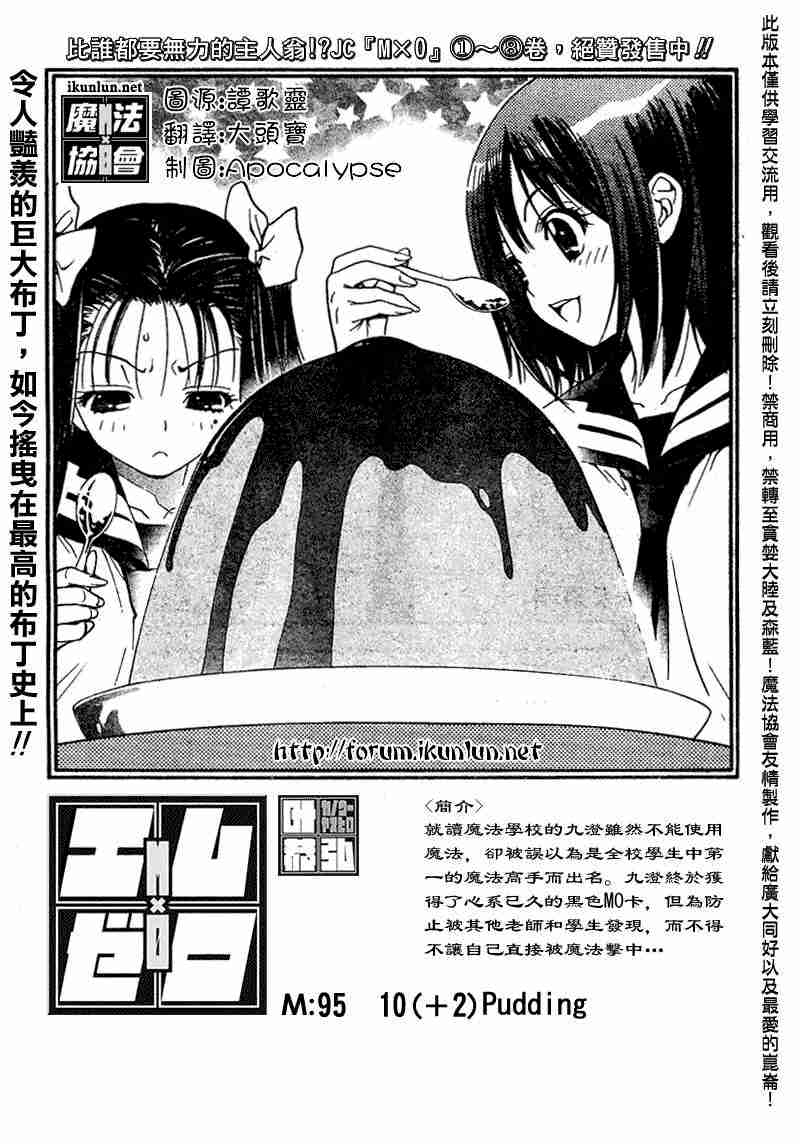 比誰都要無力的主人翁!?JC『M×0』①～⑧卷，絕贊發售中!!
此版本僅供學習交流用，觀看後請立刻刪除！禁商用，禁轉至貪婪大陸及森藍！魔法協會友情製作，獻給廣大同好以及最愛的崑崙！
令人豔羨的巨大布丁，如今搖曳在最高的布丁史上!!
ikunlun.net
魔法
協會
M×0
圖源:譚歌靈
翻譯:大頭寶
制圖:Apocalypse
http://forum.ikunlun.net
エム
ゼロ
M×0
叶
恭弘
〈簡介〉
就讀魔法學校的九澄雖然不能使用
魔法，卻被誤以為是全校學生中第
一的魔法高手而出名。九澄終於獲
得了心系已久的黑色M0卡，但為防
止被其他老師和學生發現，而不得
不讓自己直接被魔法擊中…
M:95 10(＋2)Pudding